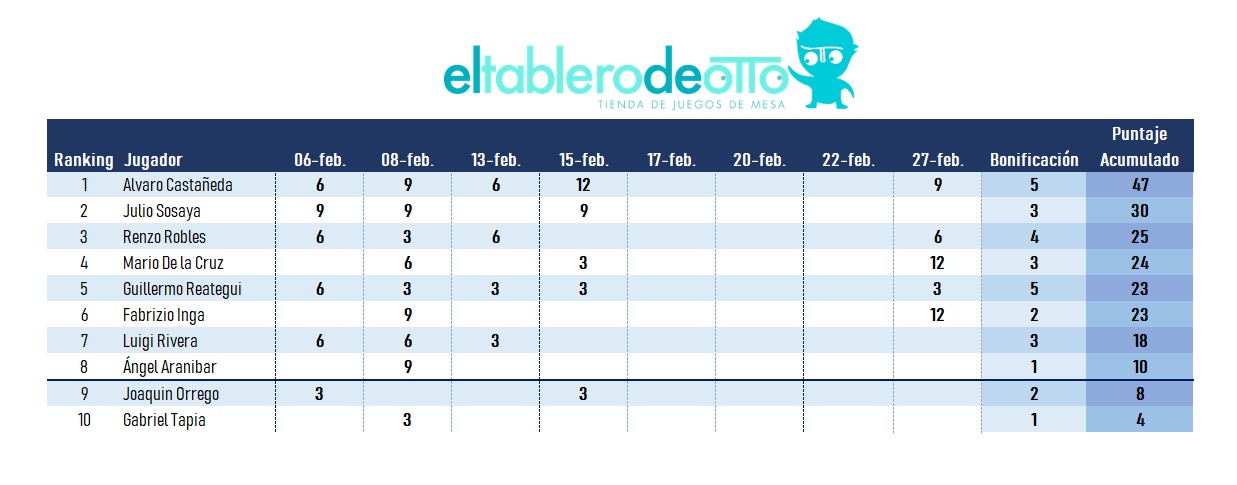 eltablerodeotto
TIENDA DE JUEGOS DE MESA
Ranking Jugador 06-feb. 08-feb. 13-feb. 15-feb. 17-feb. 20-feb. 22-feb. 27-feb. Bonificación Puntaje Acumulado
1 Alvaro Castañeda 6 9 6 12 9 5 47
2 Julio Sosaya 9 9 9 3 30
3 Renzo Robles 6 3 6 6 4 25
4 Mario De la Cruz 6 3 12 3 24
5 Guillermo Reategui 6 3 3 3 3 5 23
6 Fabrizio Inga 9 12 2 23
7 Luigi Rivera 6 6 3 3 18
8 Ángel Aranibar 9 1 10
9 Joaquin Orrego 3 3 2 8
10 Gabriel Tapia 3 1 4